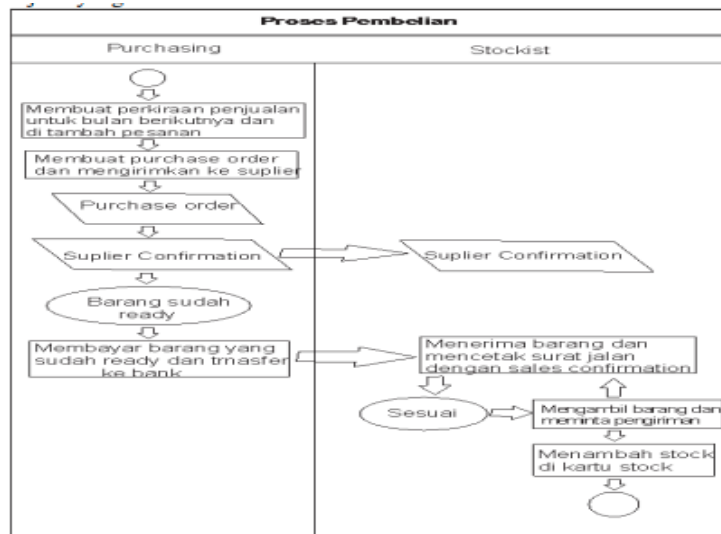 Proses Pembelian
Purchasing
Stockist
Membuat perkiraan penjualan
untuk bulan berikutnya dan
di tambah pesanan
Membuat purchase order
dan mengirimkan ke suplier
Purchase order
Suplier Confirmation
Suplier Confirmation
Barang sudah
ready
Membayar barang yang
sudah ready dan trnasfer
ke bank
Menerima barang dan
mencetak surat jalan
dengan sales confirmation
Sesuai
Mengambil barang dan
meminta pengiriman
Menambah stock
di kartu stock